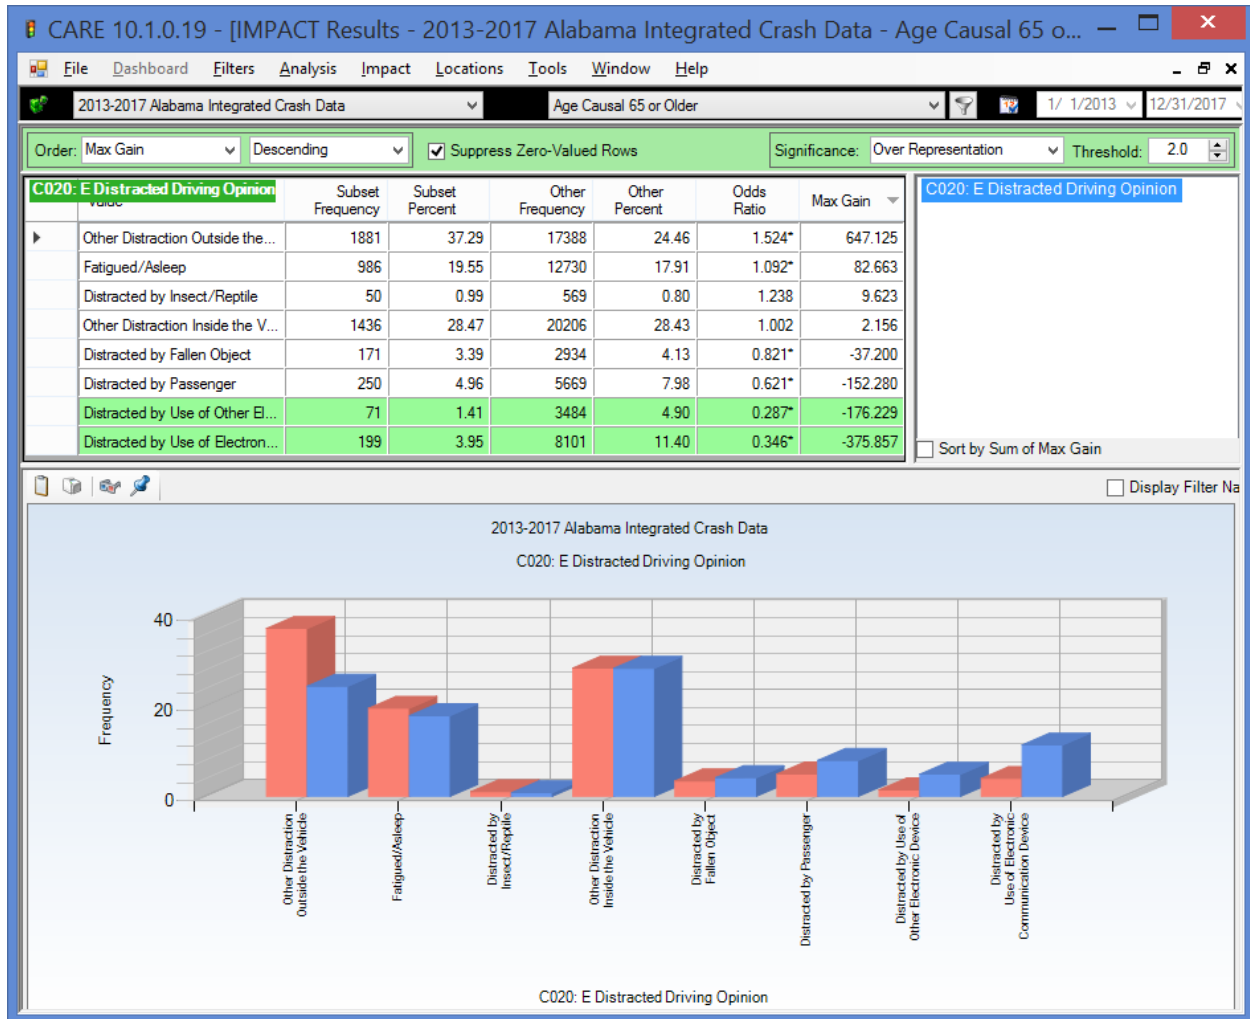 CARE 10.1.0.19 - [IMPACT Results - 2013-2017 Alabama Integrated Crash Data - Age Causal 65 o...
File Dashboard Filters Analysis Impact Locations Tools Window Help
2013-2017 Alabama Integrated Crash Data Age Causal 65 or Older 1/ 1/2013 12/31/2017
Order: Max Gain Descending Suppress Zero-Valued Rows Significance: Over Representation Threshold: 2.0
C020: E Distracted Driving Opinion Subset Frequency Subset Percent Other Frequency Other Percent Odds Ratio Max Gain
Other Distraction Outside the... 1881 37.29 17388 24.46 1.524* 647.125
Fatigued/Asleep 986 19.55 12730 17.91 1.092* 82.663
Distracted by Insect/Reptile 50 0.99 569 0.80 1.238 9.623
Other Distraction Inside the V... 1436 28.47 20206 28.43 1.002 2.156
Distracted by Fallen Object 171 3.39 2934 4.13 0.821* -37.200
Distracted by Passenger 250 4.96 5669 7.98 0.621* -152.280
Distracted by Use of Other El... 71 1.41 3484 4.90 0.287* -176.229
Distracted by Use of Electron... 199 3.95 8101 11.40 0.346* -375.857
C020: E Distracted Driving Opinion
Sort by Sum of Max Gain
Display Filter Na
2013-2017 Alabama Integrated Crash Data
C020: E Distracted Driving Opinion
Frequency
40
20
0
Other Distraction
Outside the Vehicle
Fatigued/Asleep
Distracted by
Insect/Reptile
Other Distraction
Inside the Vehicle
Distracted by
Fallen Object
Distracted by Passenger
Distracted by Use of
Other Electronic Device
Distracted by
Use of Electronic
Communication Device
C020: E Distracted Driving Opinion